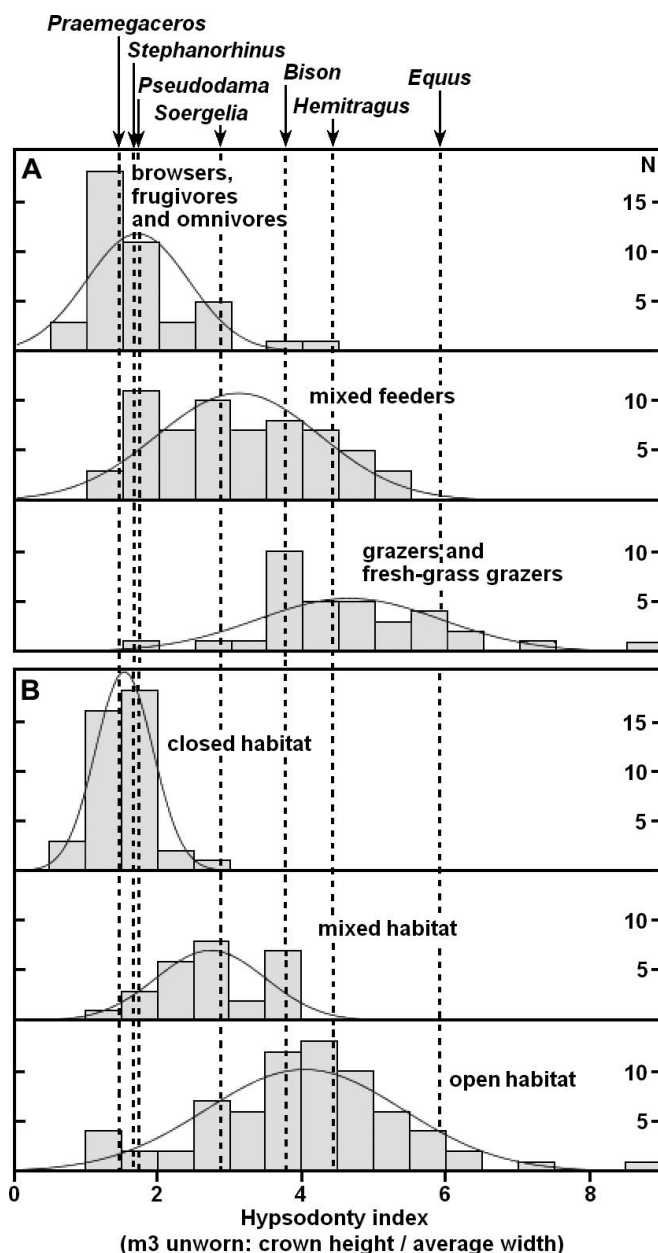 Praemegaceros
Stephanorhinus
Pseudodama
Bison
Equus
Soergelia
Hemitragus
A
browsers,
frugivores
and omnivores
N
15
10
5
mixed feeders
10
5
grazers and
fresh-grass grazers
10
5
B
closed habitat
15
10
5
mixed habitat
10
5
open habitat
10
5
0 2 4 6 8
Hypsodonty index
(m3 unworn: crown height / average width)